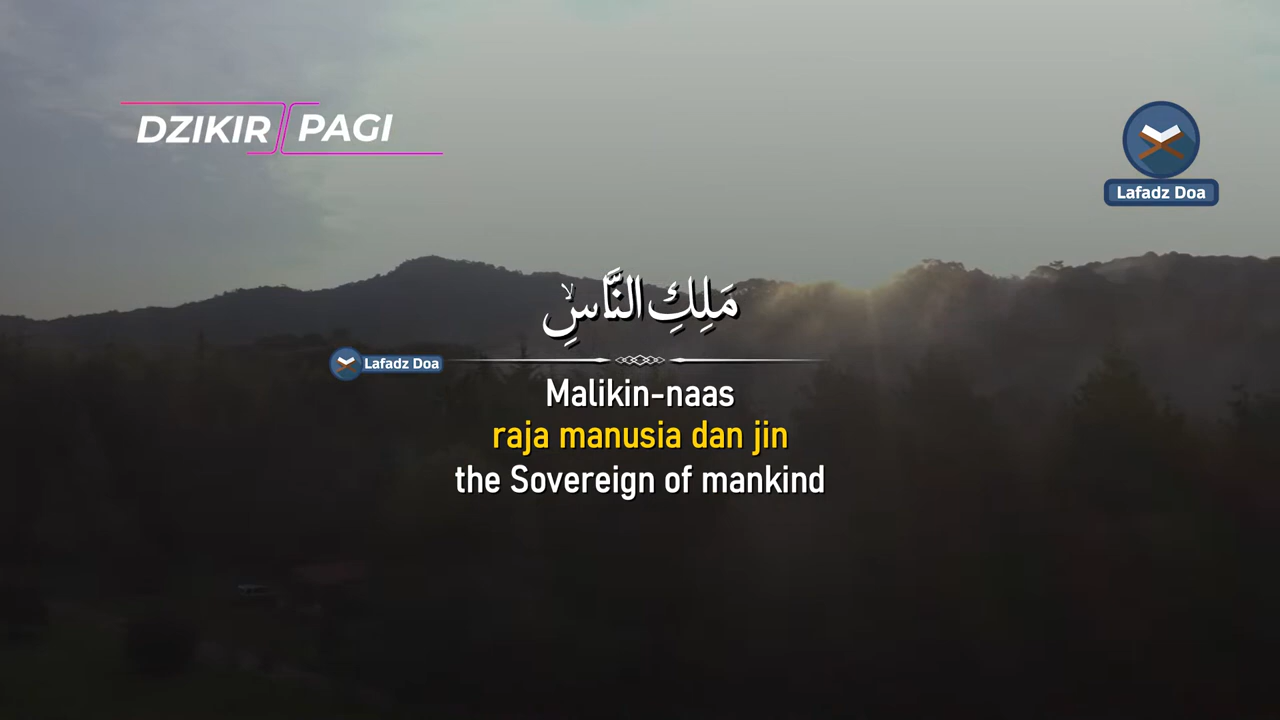 DZIKIR PAGI
Lafadz Doa
مَلِكِ النَّاسِۙ
Lafadz Doa
Malikin-naas
raja manusia dan jin
the Sovereign of mankind